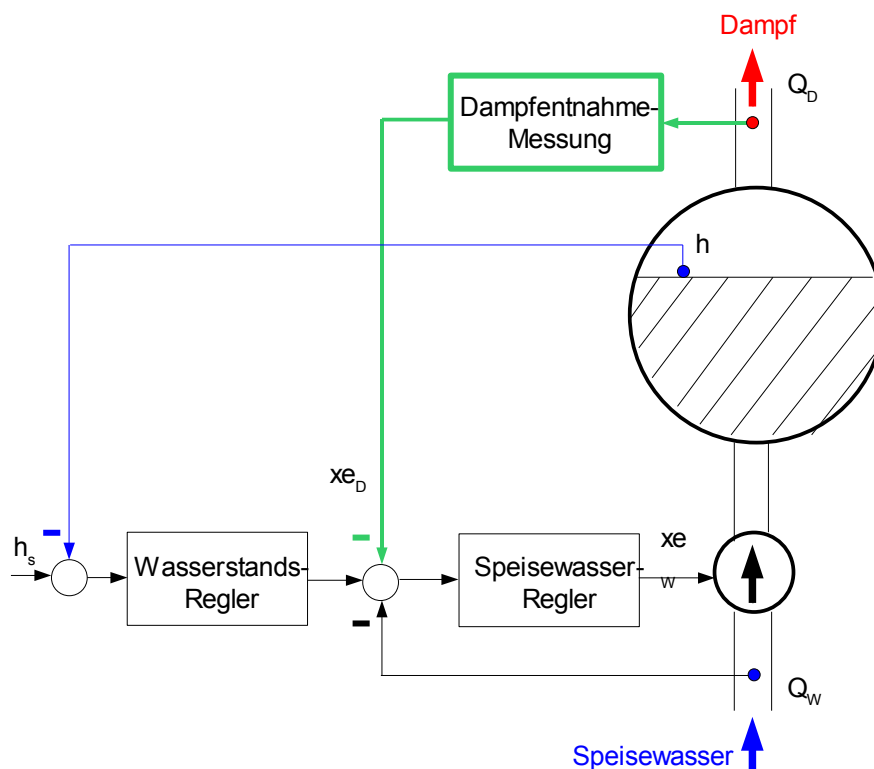 Dampf
Q_D
Dampfentnahme-
Messung
h
xe_D
h_s
Wasserstands-
Regler
Speisewasser-
Regler
xe
w
Q_W
Speisewasser